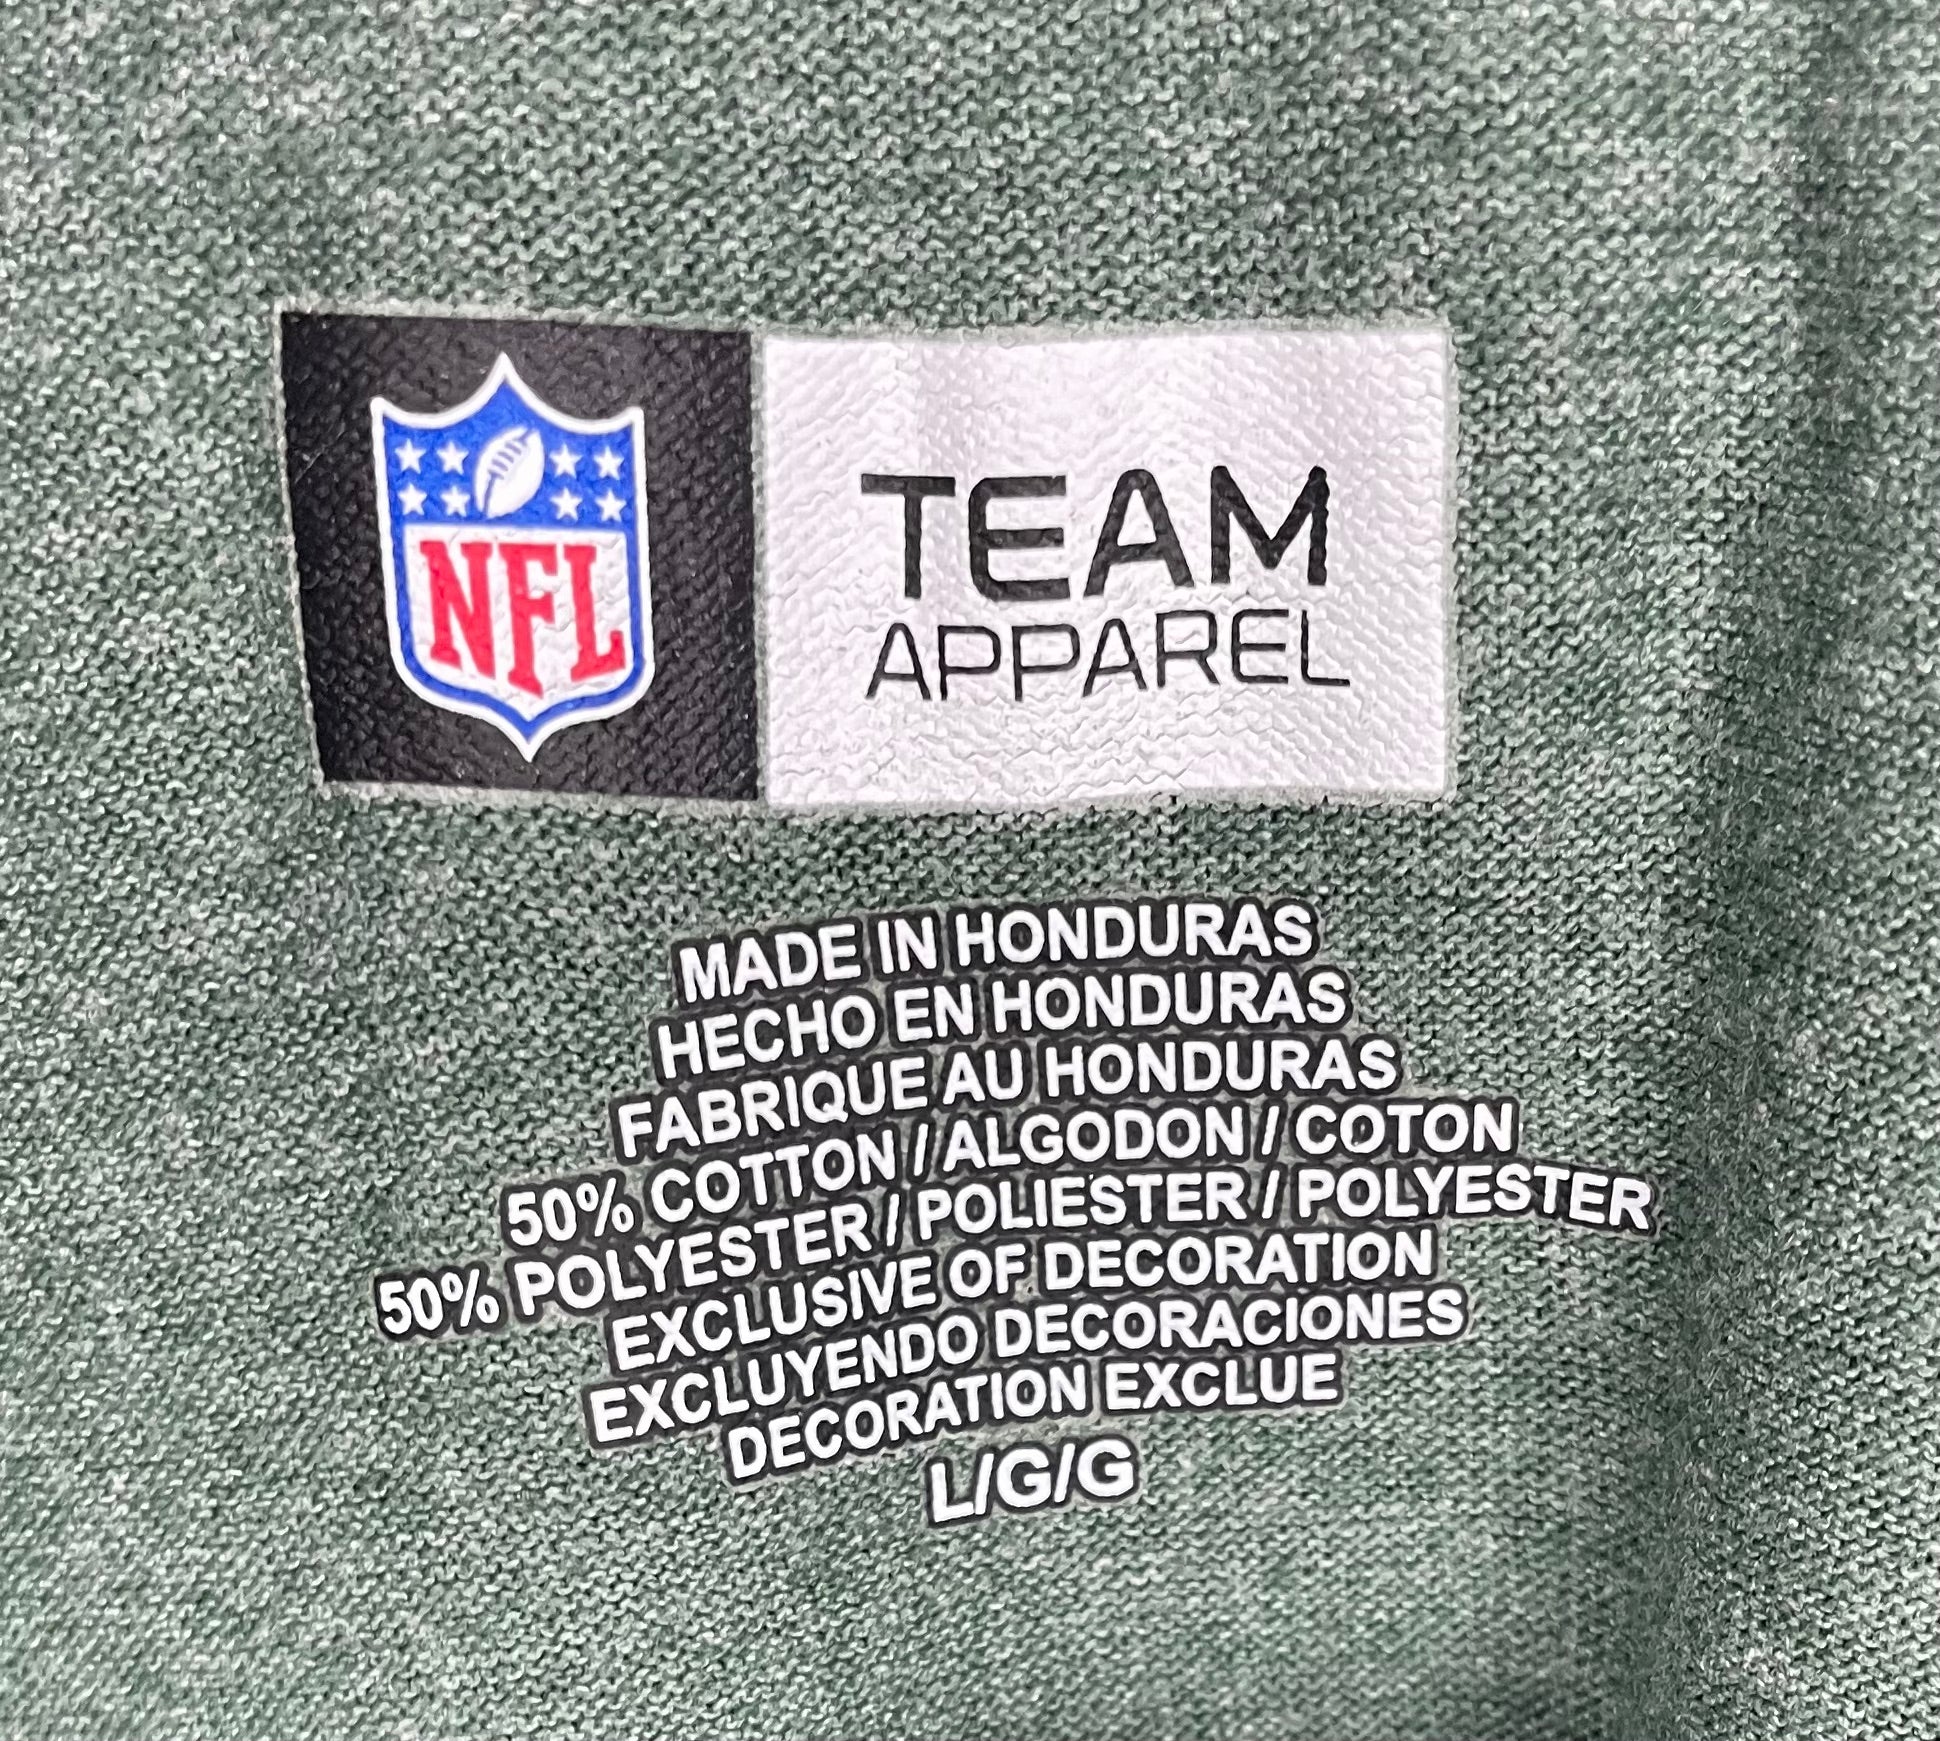 NFL
TEAM
APPAREL
MADE IN HONDURAS
HECHO EN HONDURAS
FABRIQUE AU HONDURAS
50% COTTON / ALGODON / COTON
50% POLYESTER / POLIESTER / POLYESTER
EXCLUSIVE OF DECORATION
EXCLUYENDO DECORACIONES
DECORATION EXCLUE
L/G/G